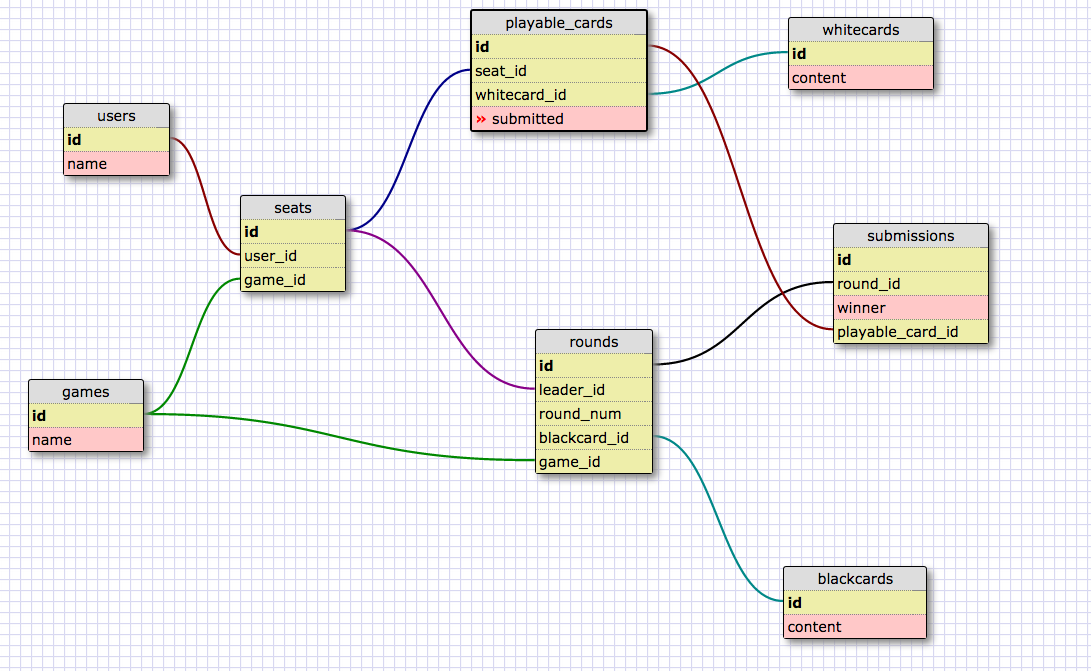 playable_cards
id
seat_id
whitecard_id
» submitted
whitecards
id
content
users
id
name
seats
id
user_id
game_id
submissions
id
round_id
winner
playable_card_id
rounds
id
leader_id
round_num
blackcard_id
game_id
games
id
name
blackcards
id
content